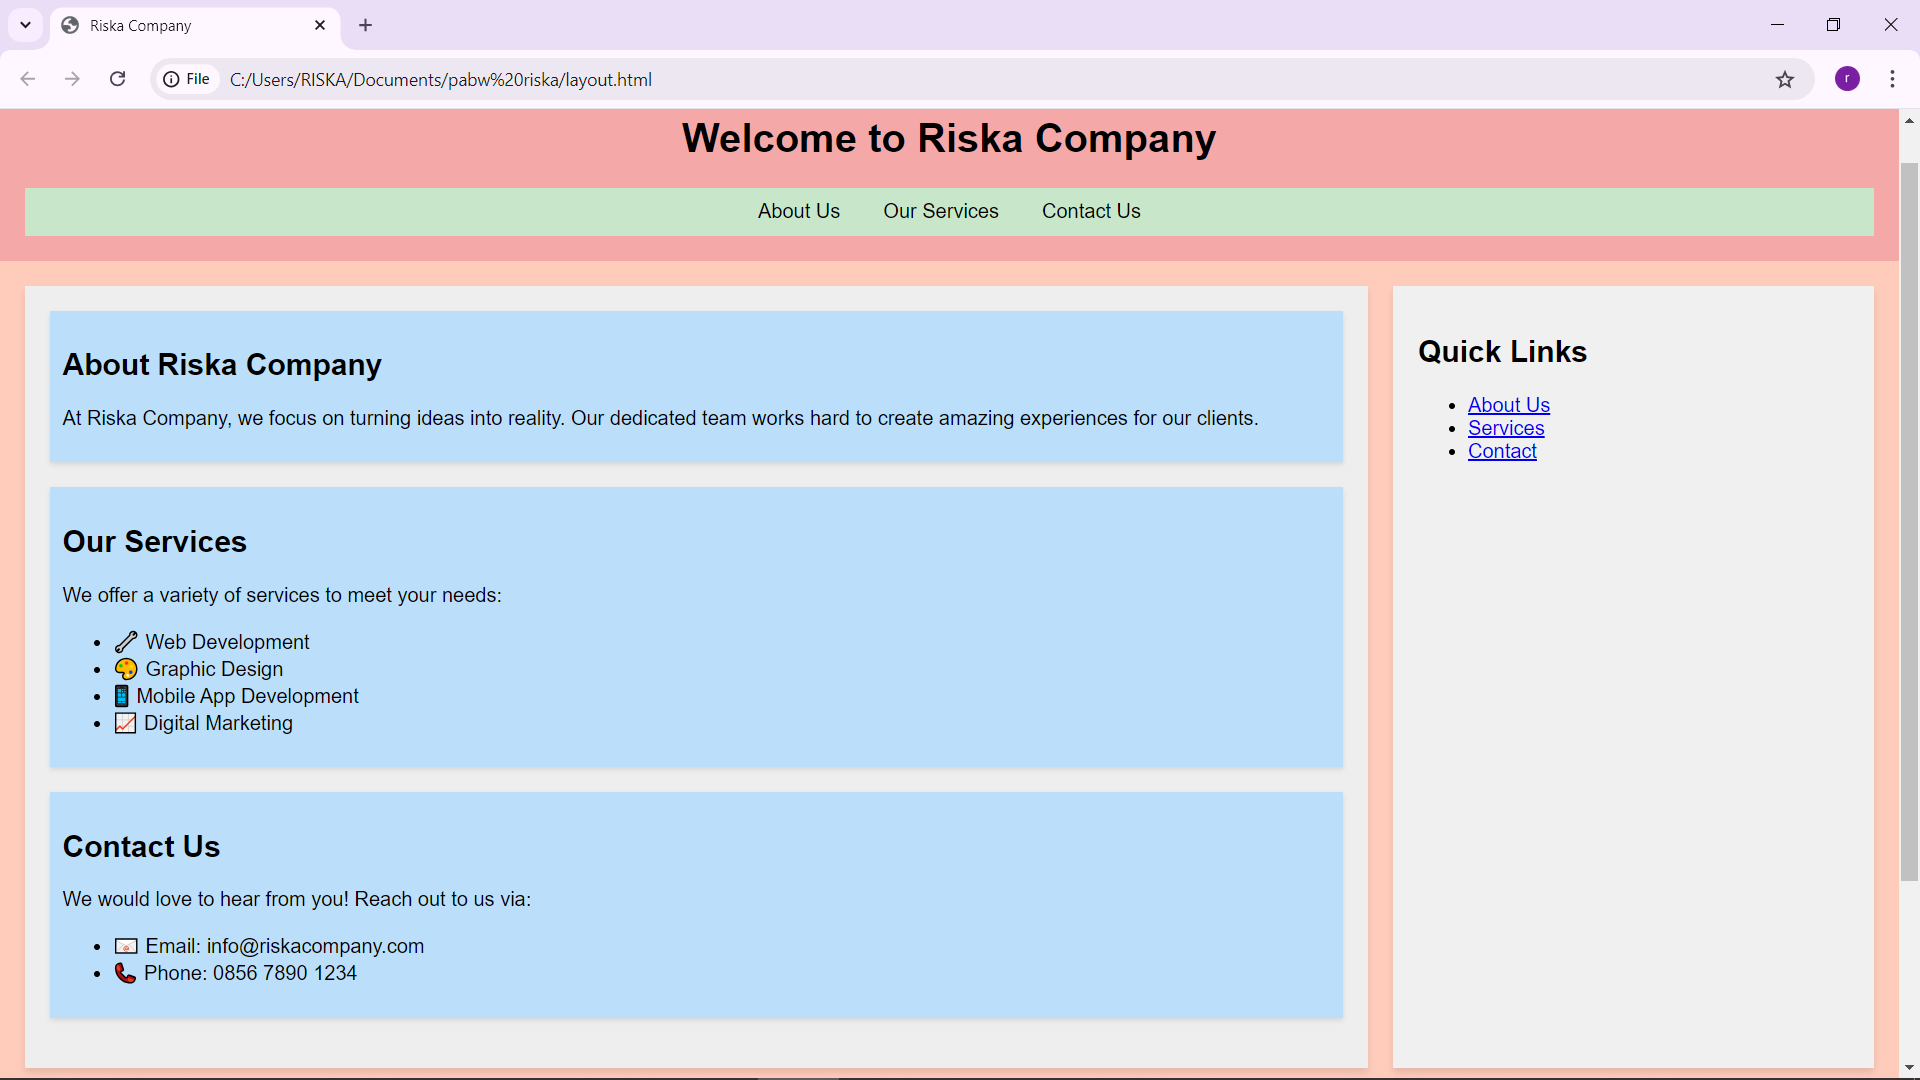 Riska Company
File
C:/Users/RISKA/Documents/pabw%20riska/layout.html
r
Welcome to Riska Company
About Us Our Services Contact Us
About Riska Company
At Riska Company, we focus on turning ideas into reality. Our dedicated team works hard to create amazing experiences for our clients.
Our Services
We offer a variety of services to meet your needs:
Web Development
Graphic Design
Mobile App Development
Digital Marketing
Contact Us
We would love to hear from you! Reach out to us via:
Email: info@riskacompany.com
Phone: 0856 7890 1234
Quick Links
About Us
Services
Contact